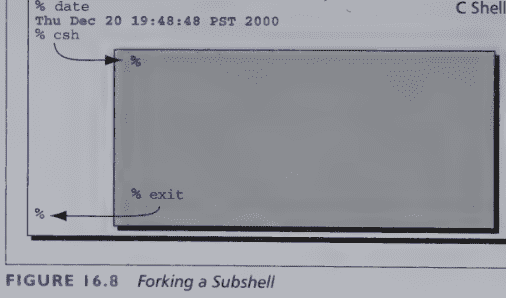 % date
C Shell
Thu Dec 20 19:48:48 PST 2000
% csh
%
% exit
%
FIGURE 16.8 Forking a Subshell